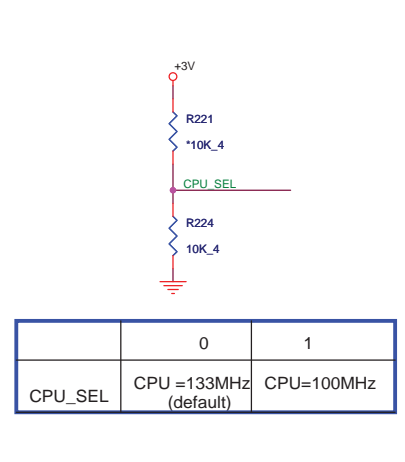 +3V
R221
*10K_4
CPU_SEL
R224
10K_4
0 1
CPU_SEL CPU =133MHz (default) CPU=100MHz